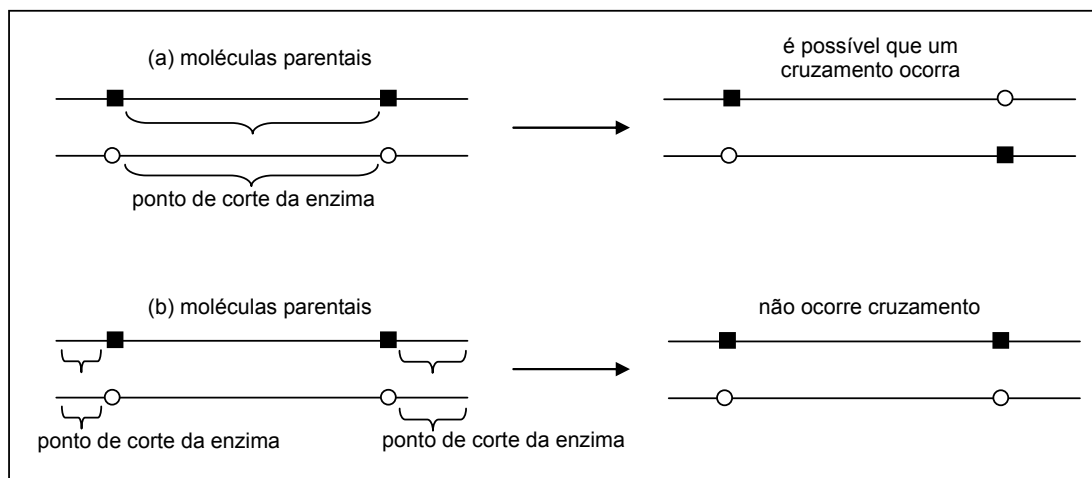 (a) moléculas parentais
é possível que um
cruzamento ocorra
ponto de corte da enzima
(b) moléculas parentais
não ocorre cruzamento
ponto de corte da enzima
ponto de corte da enzima